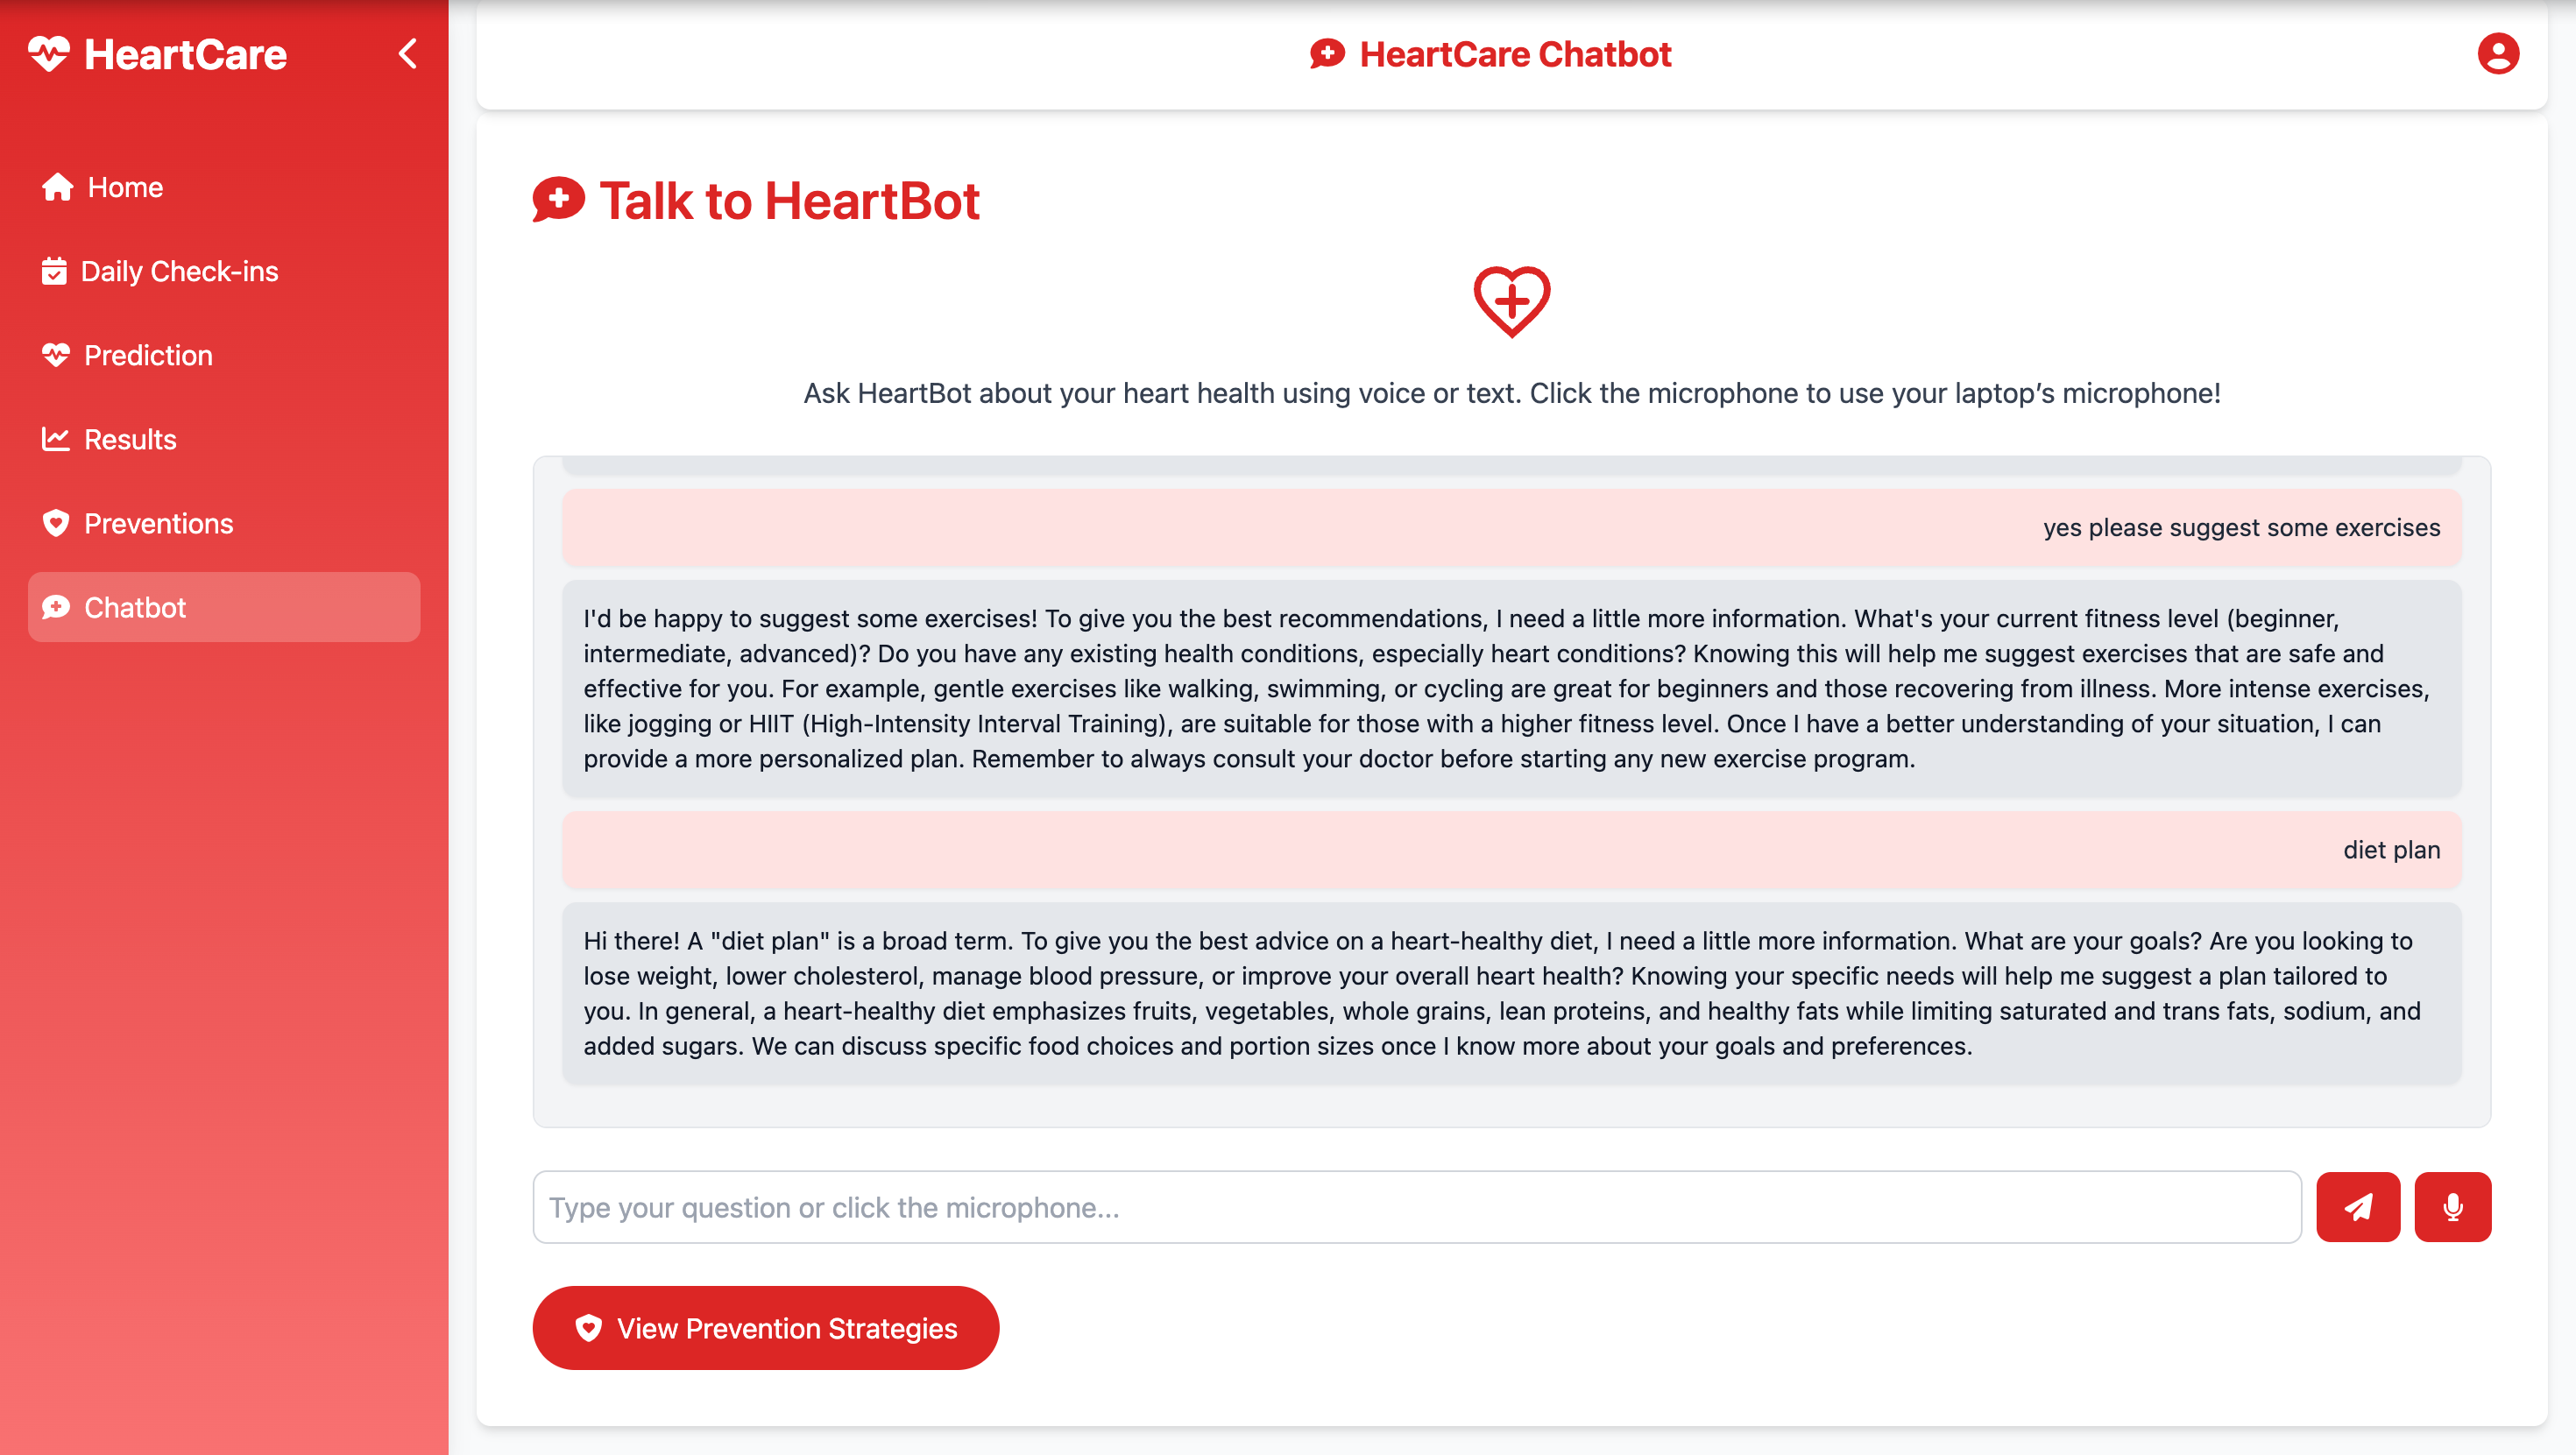 HeartCare
Home
Daily Check-ins
Prediction
Results
Preventions
Chatbot
HeartCare Chatbot
Talk to HeartBot
Ask HeartBot about your heart health using voice or text. Click the microphone to use your laptop’s microphone!
yes please suggest some exercises
I'd be happy to suggest some exercises! To give you the best recommendations, I need a little more information. What's your current fitness level (beginner,
intermediate, advanced)? Do you have any existing health conditions, especially heart conditions? Knowing this will help me suggest exercises that are safe and
effective for you. For example, gentle exercises like walking, swimming, or cycling are great for beginners and those recovering from illness. More intense exercises,
like jogging or HIIT (High-Intensity Interval Training), are suitable for those with a higher fitness level. Once I have a better understanding of your situation, I can
provide a more personalized plan. Remember to always consult your doctor before starting any new exercise program.
diet plan
Hi there! A "diet plan" is a broad term. To give you the best advice on a heart-healthy diet, I need a little more information. What are your goals? Are you looking to
lose weight, lower cholesterol, manage blood pressure, or improve your overall heart health? Knowing your specific needs will help me suggest a plan tailored to
you. In general, a heart-healthy diet emphasizes fruits, vegetables, whole grains, lean proteins, and healthy fats while limiting saturated and trans fats, sodium, and
added sugars. We can discuss specific food choices and portion sizes once I know more about your goals and preferences.
Type your question or click the microphone...
View Prevention Strategies